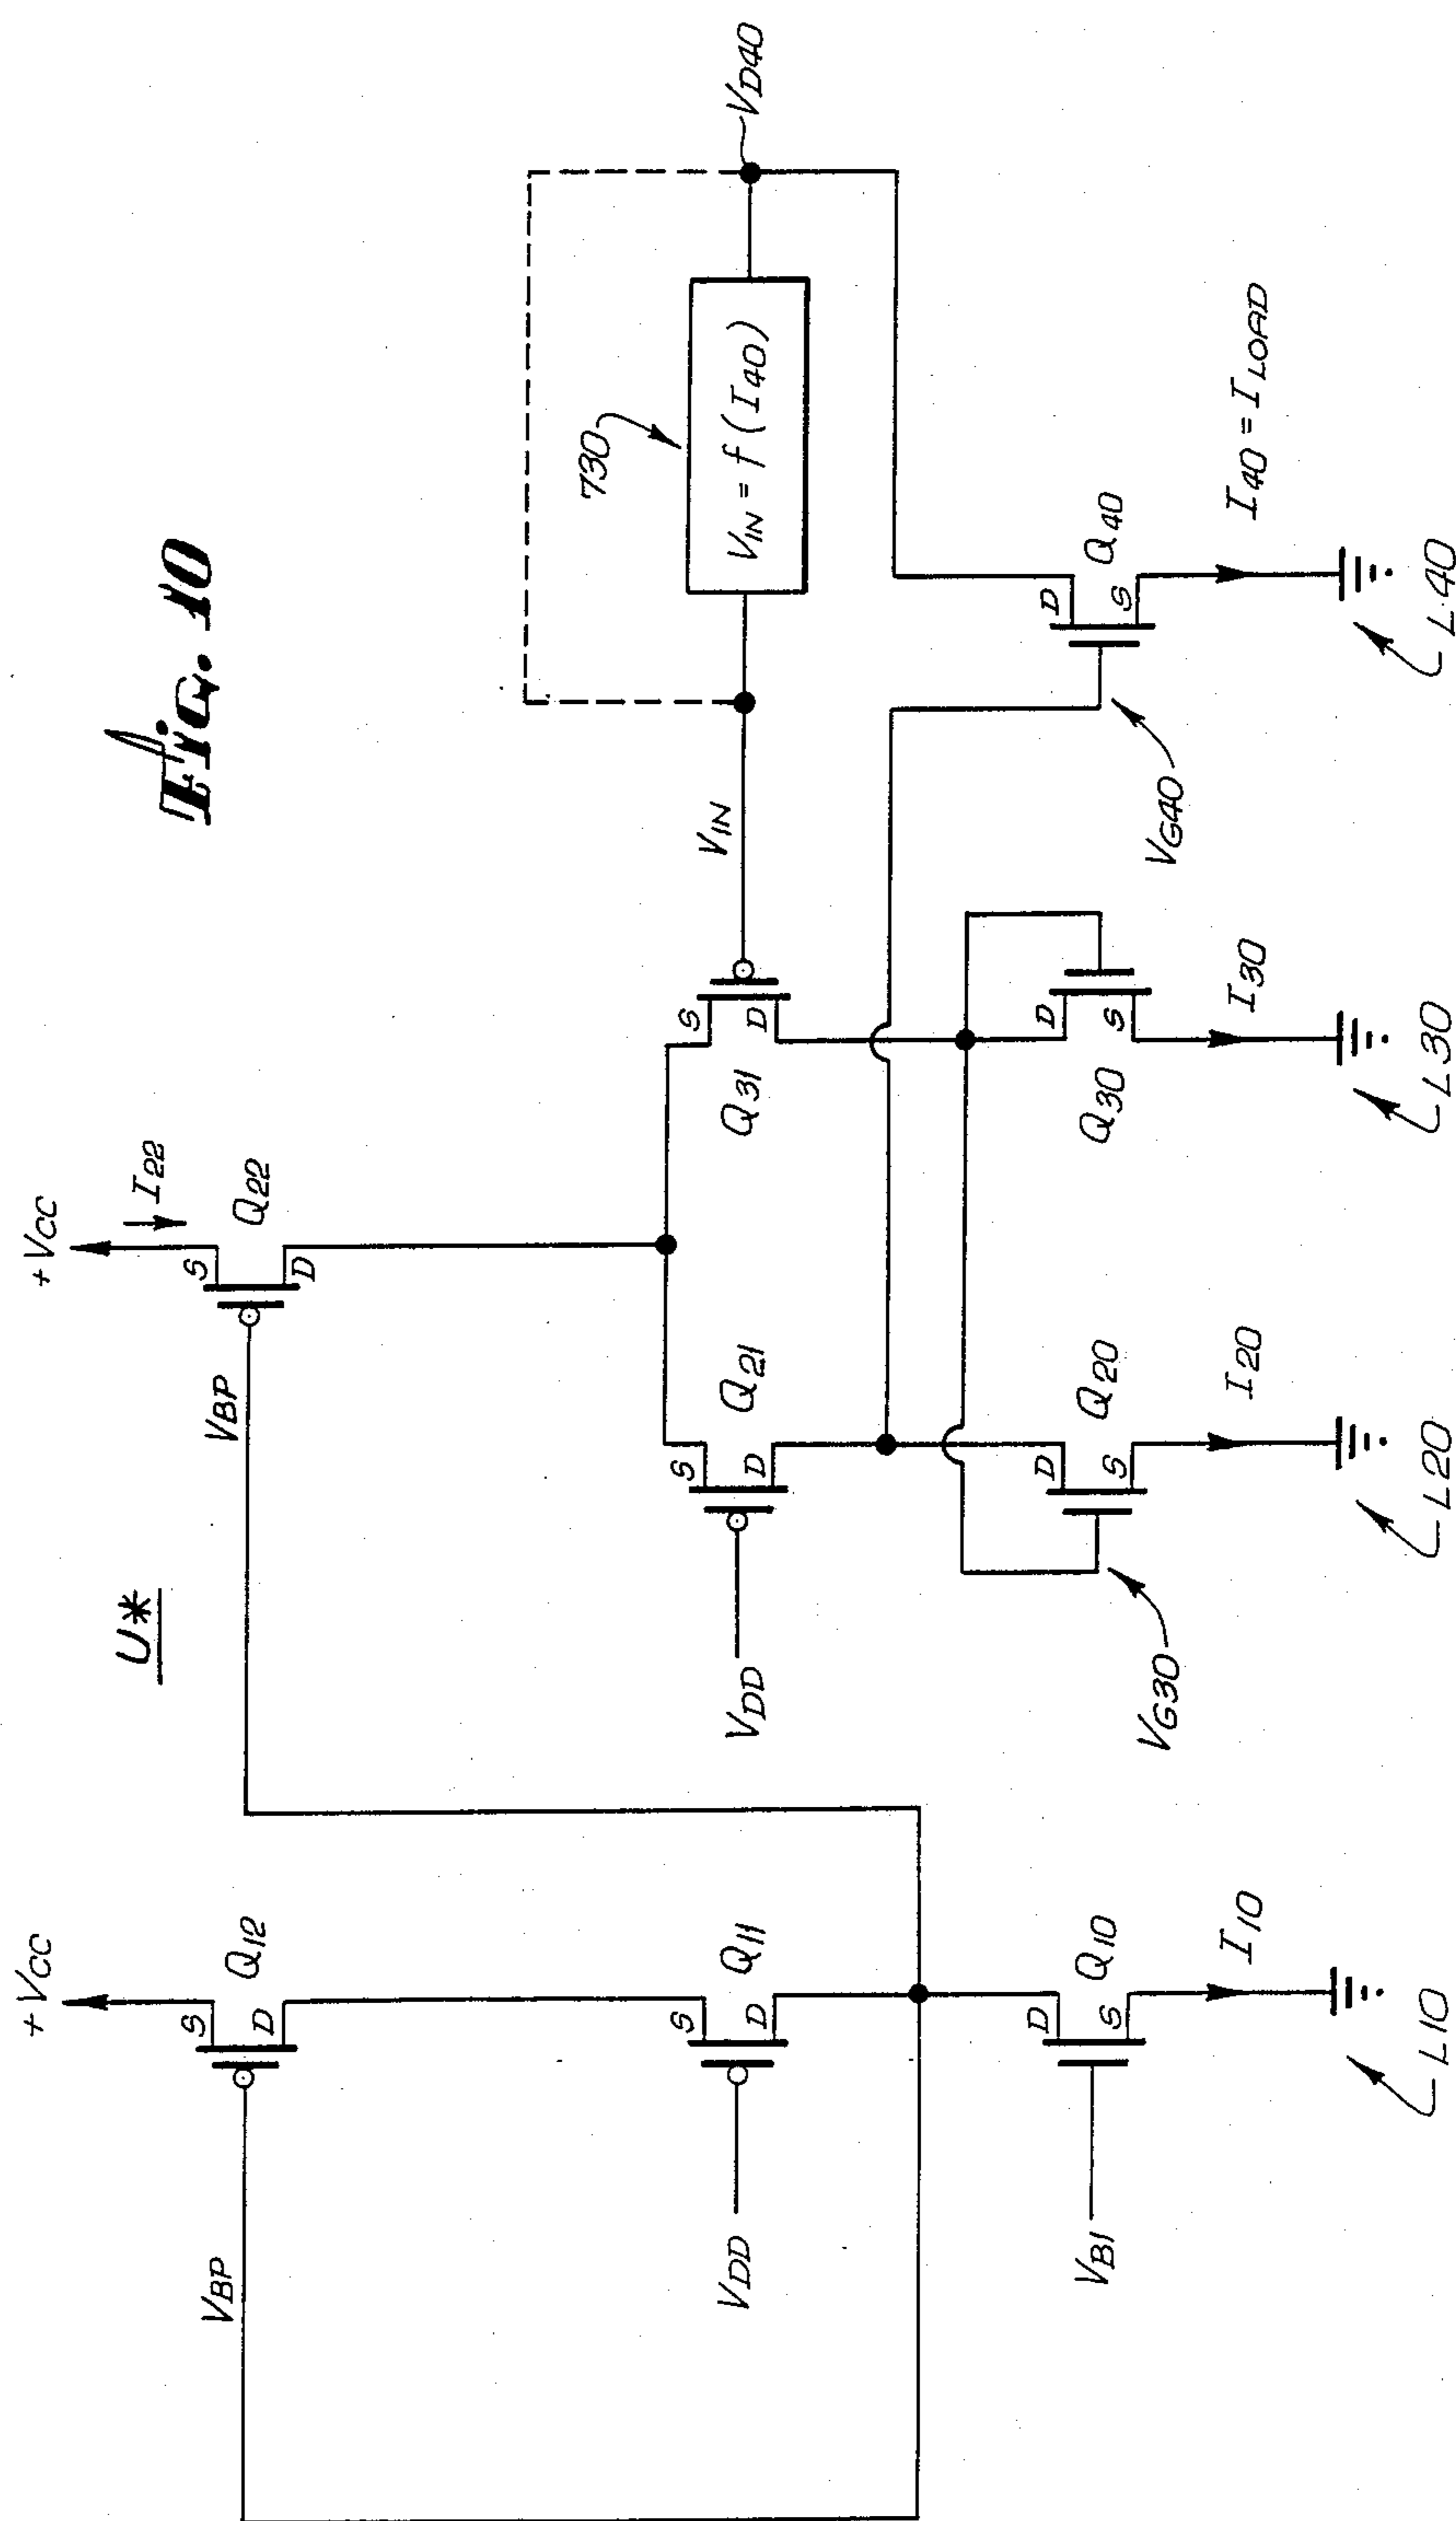 Fig. 10
U*
+VCC
+VCC
I22
S
D
Q12
S
D
Q22
VBP
VBP
730
VIN = f (I40)
VD40
VIN
S
D
Q11
VDD
S
D
Q21
VDD
S
D
Q31
D
S
Q10
VB1
D
S
Q20
VG30
D
S
Q30
D
S
Q40
VG40
I10
I20
I30
I40 = ILOAD
L10
L20
L30
L40